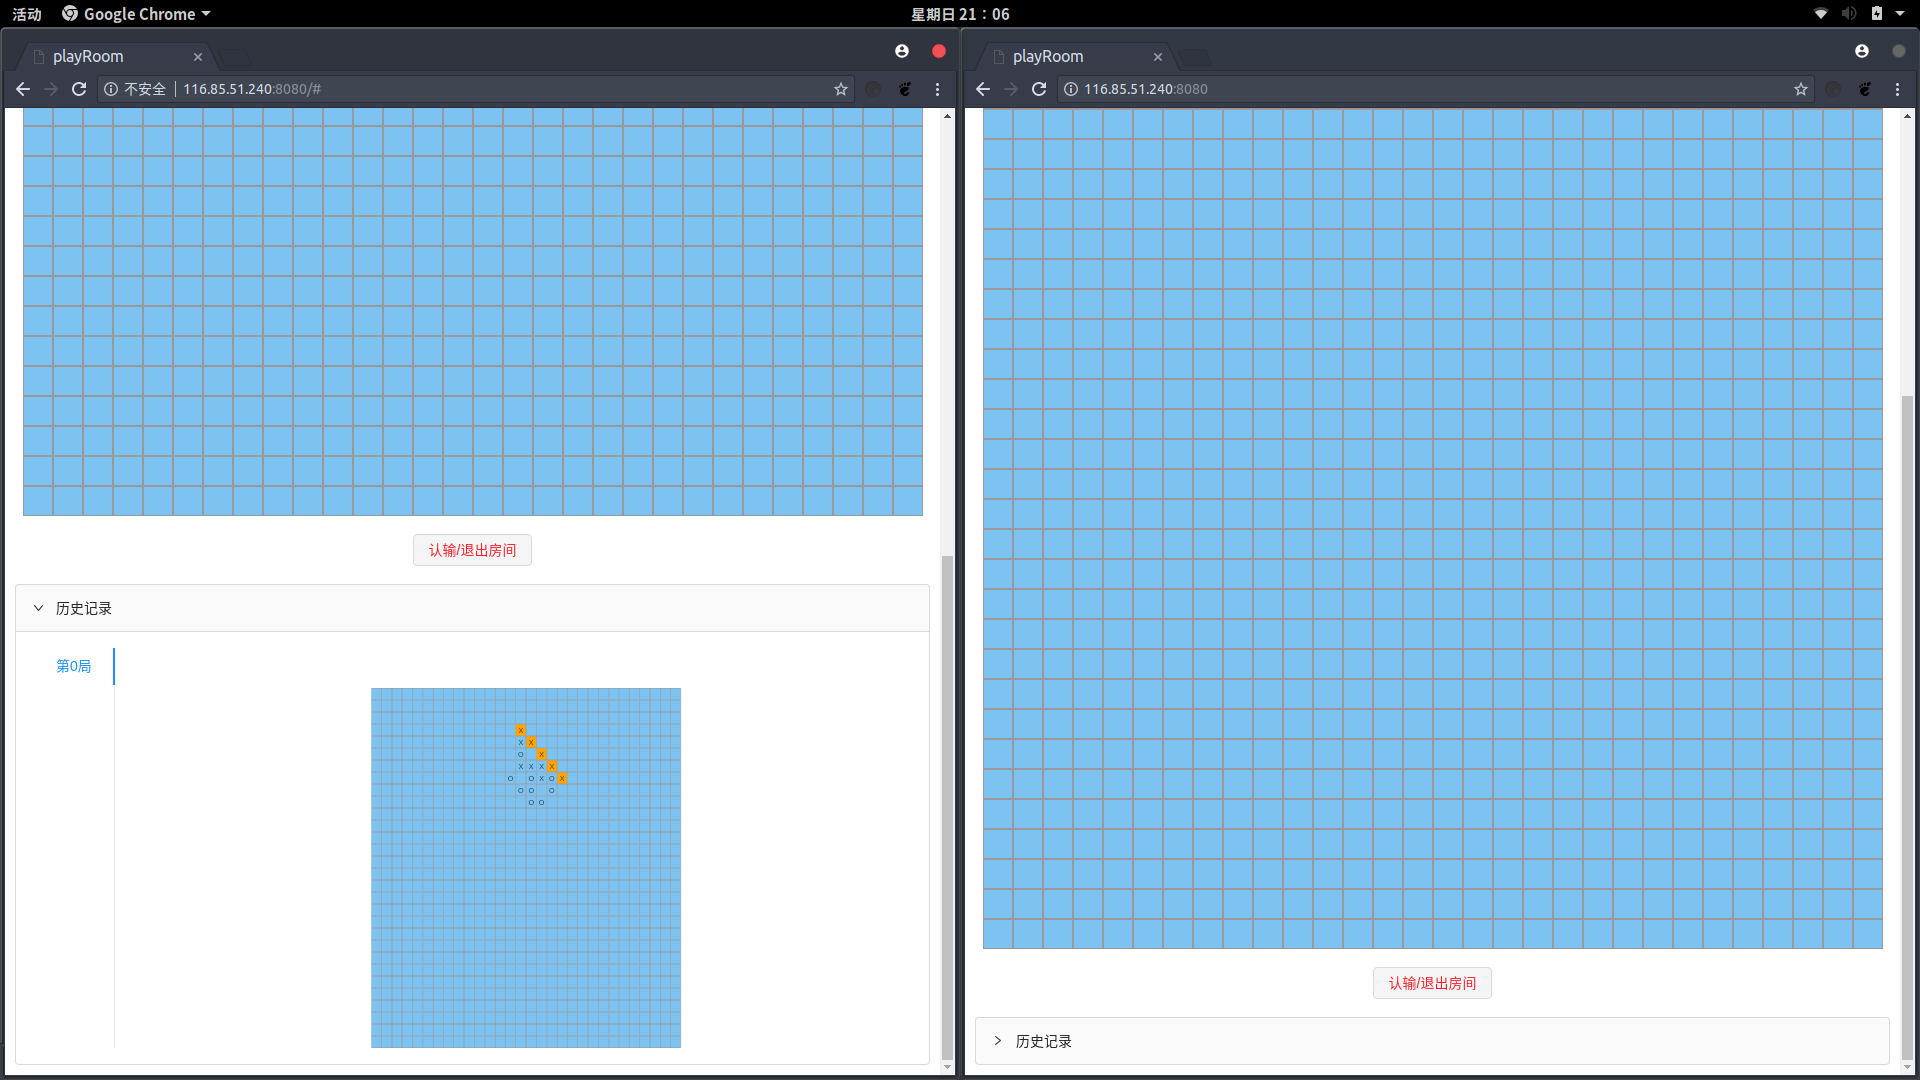 活动 Google Chrome 星期日 21：06
playRoom
不安全 116.85.51.240:8080/#
认输/退出房间
历史记录
第0局
x
x x
o x
x x x x
o o x o x
o o o
o o
playRoom
116.85.51.240:8080
认输/退出房间
历史记录